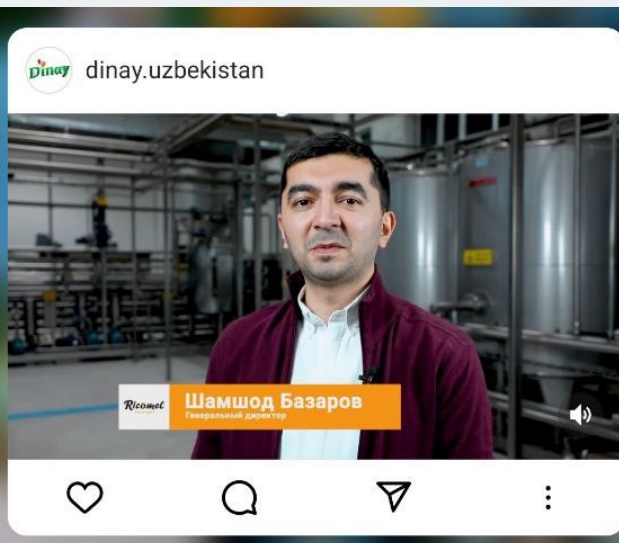 Dinay
dinay.uzbekistan
Ricomel
Шамшод Базаров
Генеральный директор